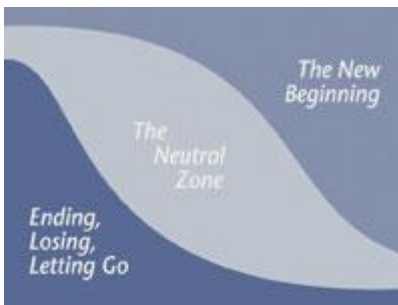 The New
Beginning
The
Neutral
Zone
Ending,
Losing,
Letting Go